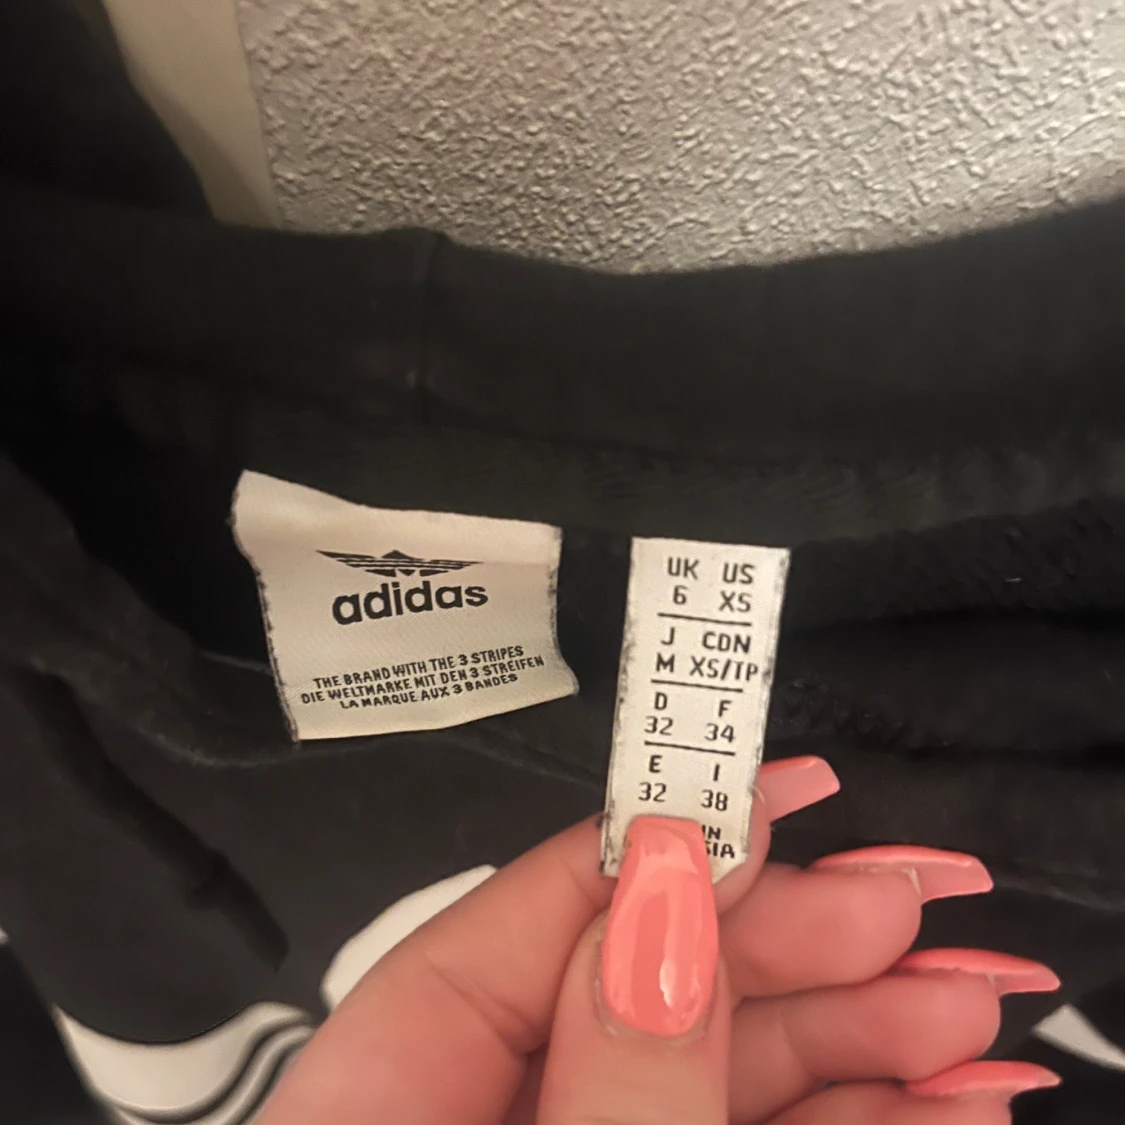 adidas
THE BRAND WITH THE 3 STRIPES
DIE WELTMARKE MIT DEN 3 STREIFEN
LA MARQUE AUX 3 BANDES
UK US
6 XS
J CDN
M XS/TP
D F
32 34
E I
32 38
IN